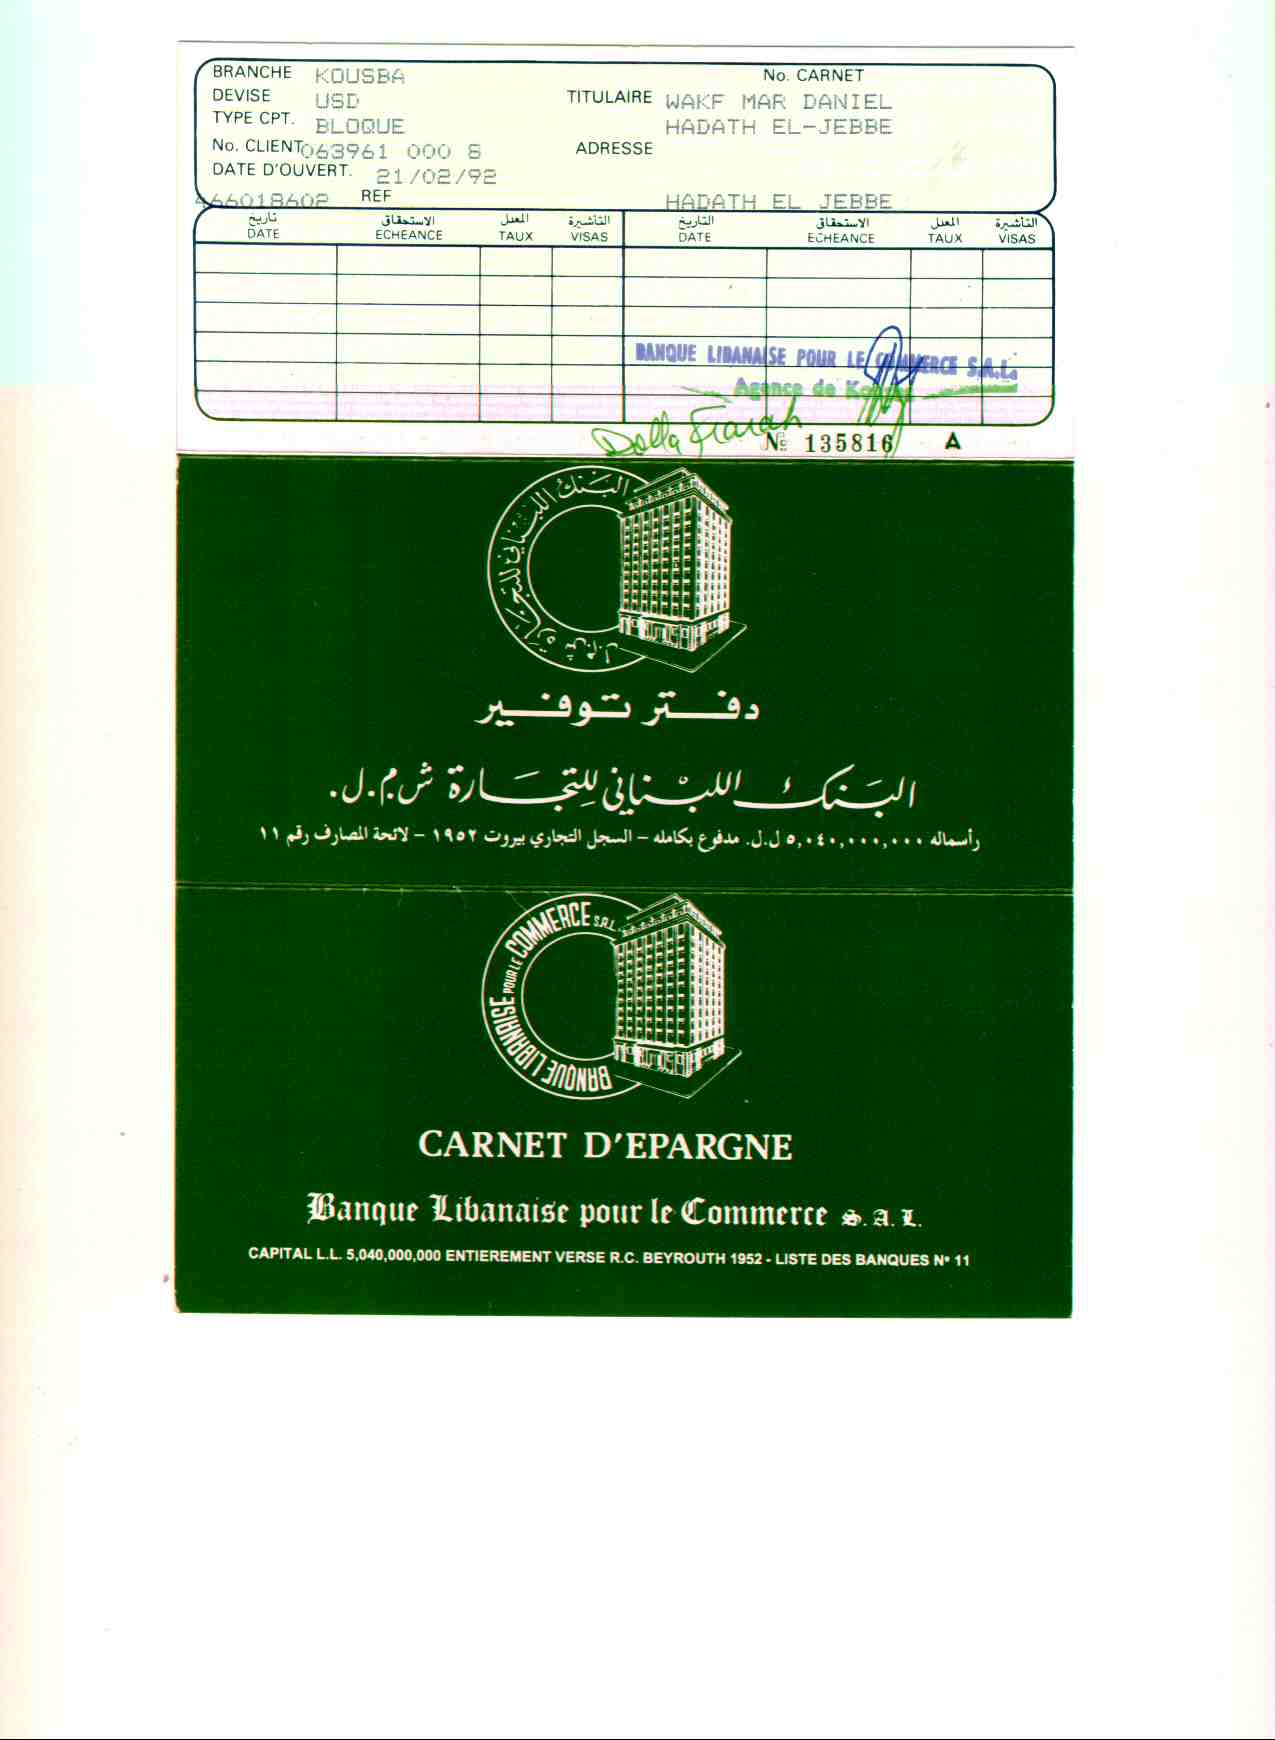 BRANCHE KOUSBA No. CARNET
DEVISE USD TITULAIRE WAKF MAR DANIEL
TYPE CPT. BLOQUE HADATH EL-JEBBE
No. CLIENT 063961 000 8 ADRESSE
DATE D'OUVERT. 21/02/92
466018602 REF HADATH EL JEBBE
تاريخ الاستحقاق المعدل التأشيرة التاريخ الاستحقاق المعدل التأشيرة
DATE ECHEANCE TAUX VISAS DATE ECHEANCE TAUX VISAS
BANQUE LIBANAISE POUR LE COMMERCE S.A.L.
Agence de Kousba
Della Farah
Nº 135816 A
البنك اللبناني للتجارة ش.م.ل.
دفتر توفير
البنك اللبناني للتجارة ش.م.ل.
رأسماله ٥,٠٤٠,٠٠٠,٠٠٠ ل.ل. مدفوع بكامله – السجل التجاري بيروت ١٩٥٢ – لائحة المصارف رقم ١١
BANQUE LIBANAISE POUR LE COMMERCE S.A.L.
CARNET D'EPARGNE
Banque Libanaise pour le Commerce S.A.L.
CAPITAL L.L. 5,040,000,000 ENTIEREMENT VERSE R.C. BEYROUTH 1952 - LISTE DES BANQUES Nº 11